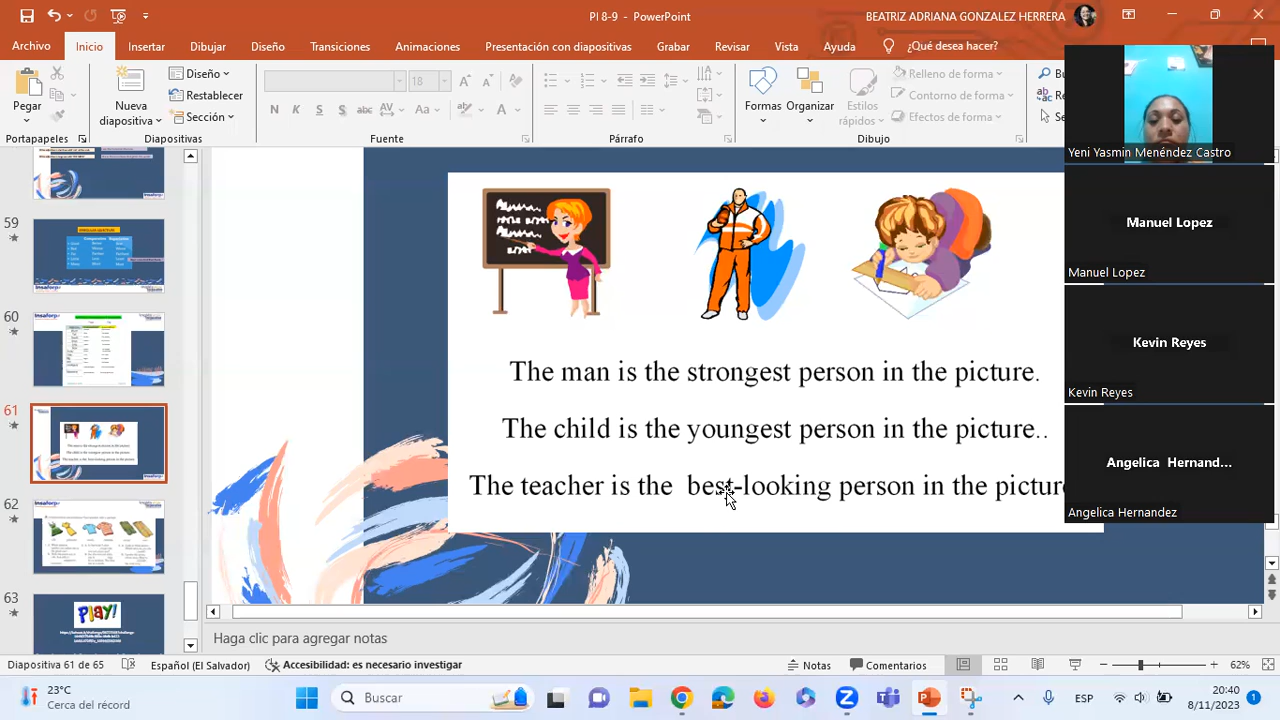 PI 8-9 - PowerPoint
BEATRIZ ADRIANA GONZALEZ HERRERA
Archivo Inicio Insertar Dibujar Diseño Transiciones Animaciones Presentación con diapositivas Grabar Revisar Vista Ayuda ¿Qué desea hacer?
Pegar
Nueva diapositiva
Diseño
Restablecer
Sección
18
N K S S abc AV Aa A
Formas Organizar Estilos rápidos
Relleno de forma
Contorno de forma
Efectos de forma
Portapapeles Diapositivas Fuente Párrafo Dibujo
Yeni Yasmin Menéndez Castro
Manuel Lopez
Manuel Lopez
Kevin Reyes
Kevin Reyes
Angelica Hernand...
Angelica Hernandez
59
60
61
62
63
insaforp
PLAY!
The man is the strongest person in the picture.
The child is the youngest person in the picture..
The teacher is the best-looking person in the picture
Haga clic para agregar notas
Diapositiva 61 de 65 Español (El Salvador) Accesibilidad: es necesario investigar Notas Comentarios 62%
23°C
Cerca del récord
Buscar
ESP
20:40
8/11/2023
1